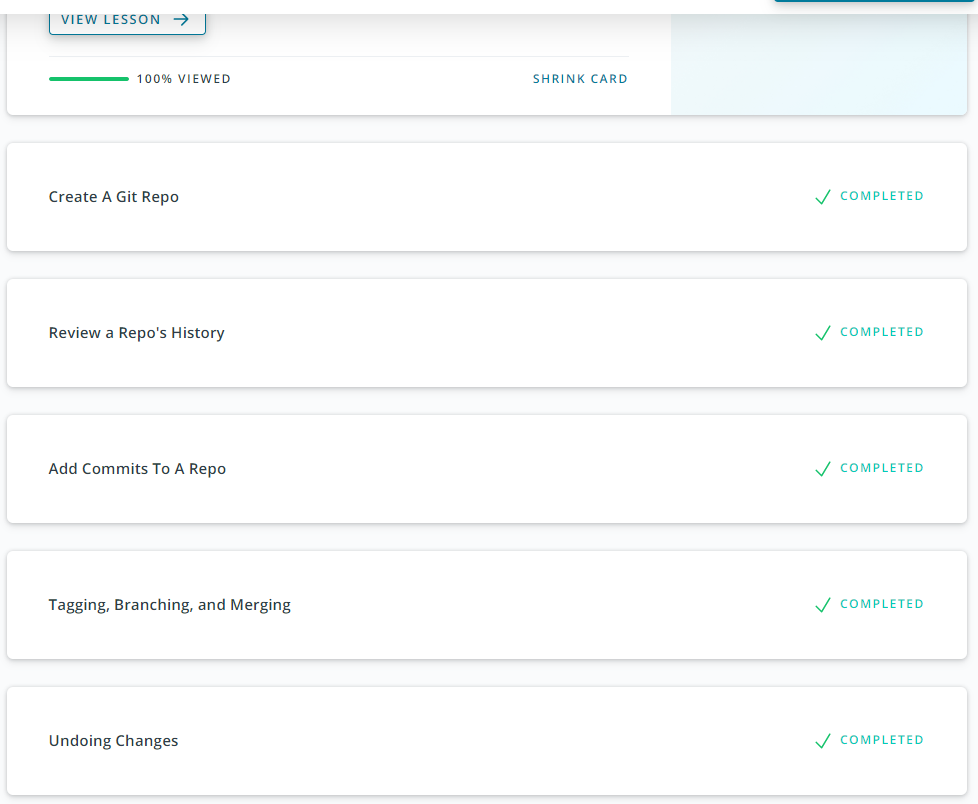 VIEW LESSON
100% VIEWED SHRINK CARD
Create A Git Repo COMPLETED
Review a Repo's History COMPLETED
Add Commits To A Repo COMPLETED
Tagging, Branching, and Merging COMPLETED
Undoing Changes COMPLETED